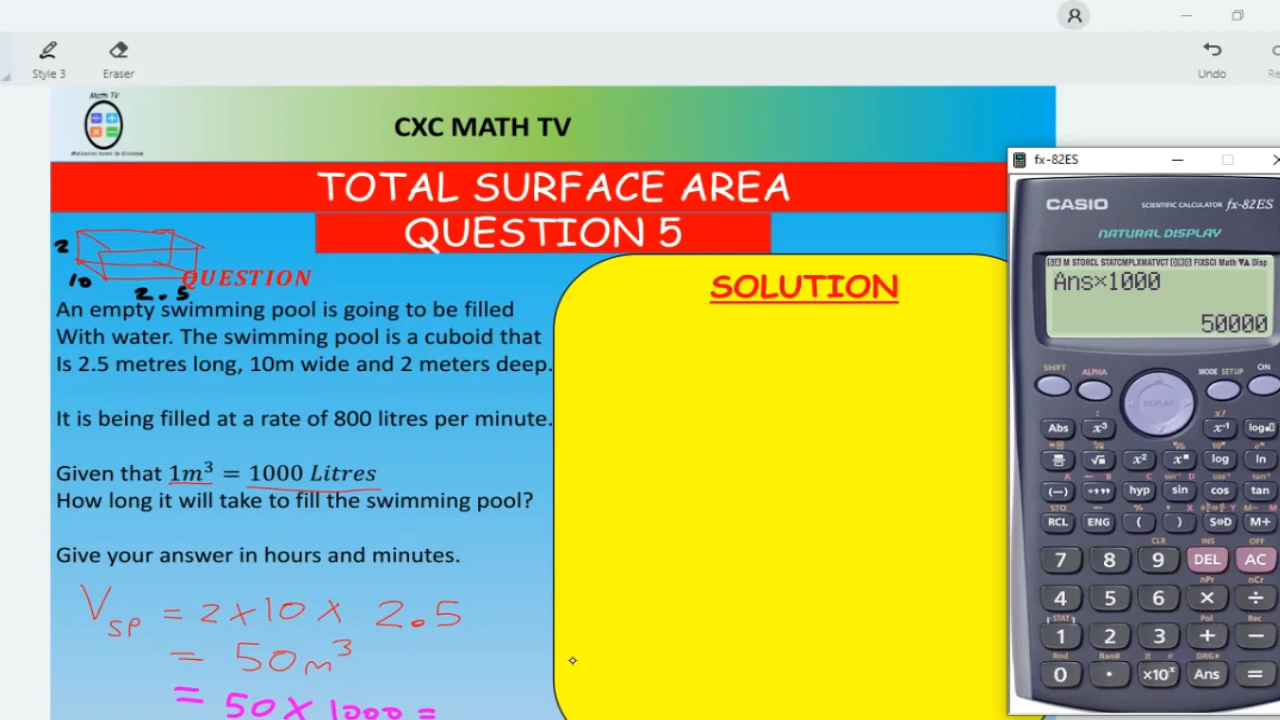 Style 3
Eraser
Undo
Math TV
CXC MATH TV
fx-82ES
TOTAL SURFACE AREA
QUESTION 5
CASIO
SCIENTIFIC CALCULATOR fx-82ES
NATURAL DISPLAY
Ans×1000
50000
2
10
2.5
QUESTION
An empty swimming pool is going to be filled
With water. The swimming pool is a cuboid that
Is 2.5 metres long, 10m wide and 2 meters deep.
It is being filled at a rate of 800 litres per minute.
Given that 1m³ = 1000 Litres
How long it will take to fill the swimming pool?
Give your answer in hours and minutes.
V SP = 2 × 10 × 2.5
= 50m³
= 50 × 1000 =
SOLUTION
SHIFT ALPHA MODE SETUP ON
DISPLAY
Abs x³ x⁻¹ log
x² log ln
(−) hyp sin cos tan
RCL ENG ( ) S⇔D M+
7 8 9 DEL AC
4 5 6 × ÷
1 2 3 + −
0 · ×10ˣ Ans =